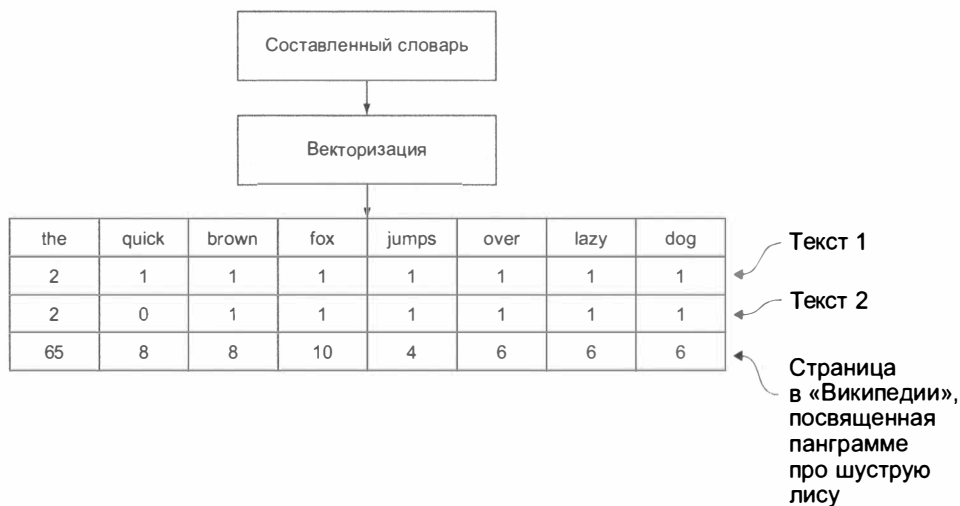 Составленный словарь
Векторизация
the quick brown fox jumps over lazy dog
2 1 1 1 1 1 1 1
Текст 1
2 0 1 1 1 1 1 1
Текст 2
65 8 8 10 4 6 6 6
Страница
в «Википедии»,
посвященная
панграмме
про шуструю
лису